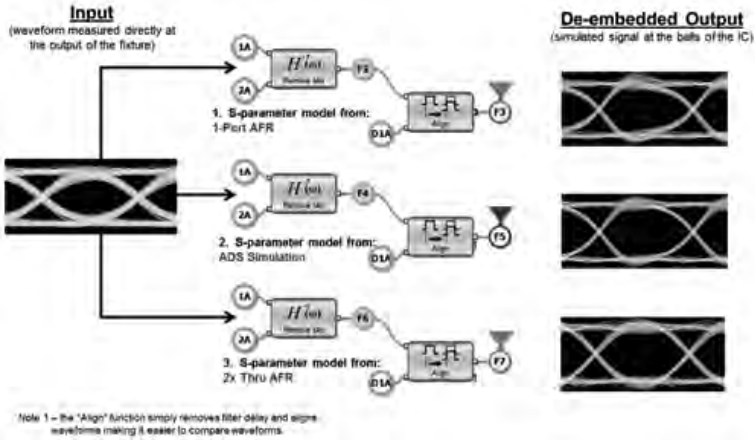 Input
(waveform measured directly at
the output of the fixture)
De-embedded Output
(simulated signal at the balls of the IC)
1A
2A
F2
D1A
Align
F3
1. S-parameter model from:
1-Port AFR
1A
2A
F4
D1A
Align
F5
2. S-parameter model from:
ADS Simulation
1A
2A
F6
D1A
Align
F7
3. S-parameter model from:
2x Thru AFR
Note 1 – the "Align" function simply removes filter delay and aligns
waveforms making it easier to compare waveforms.